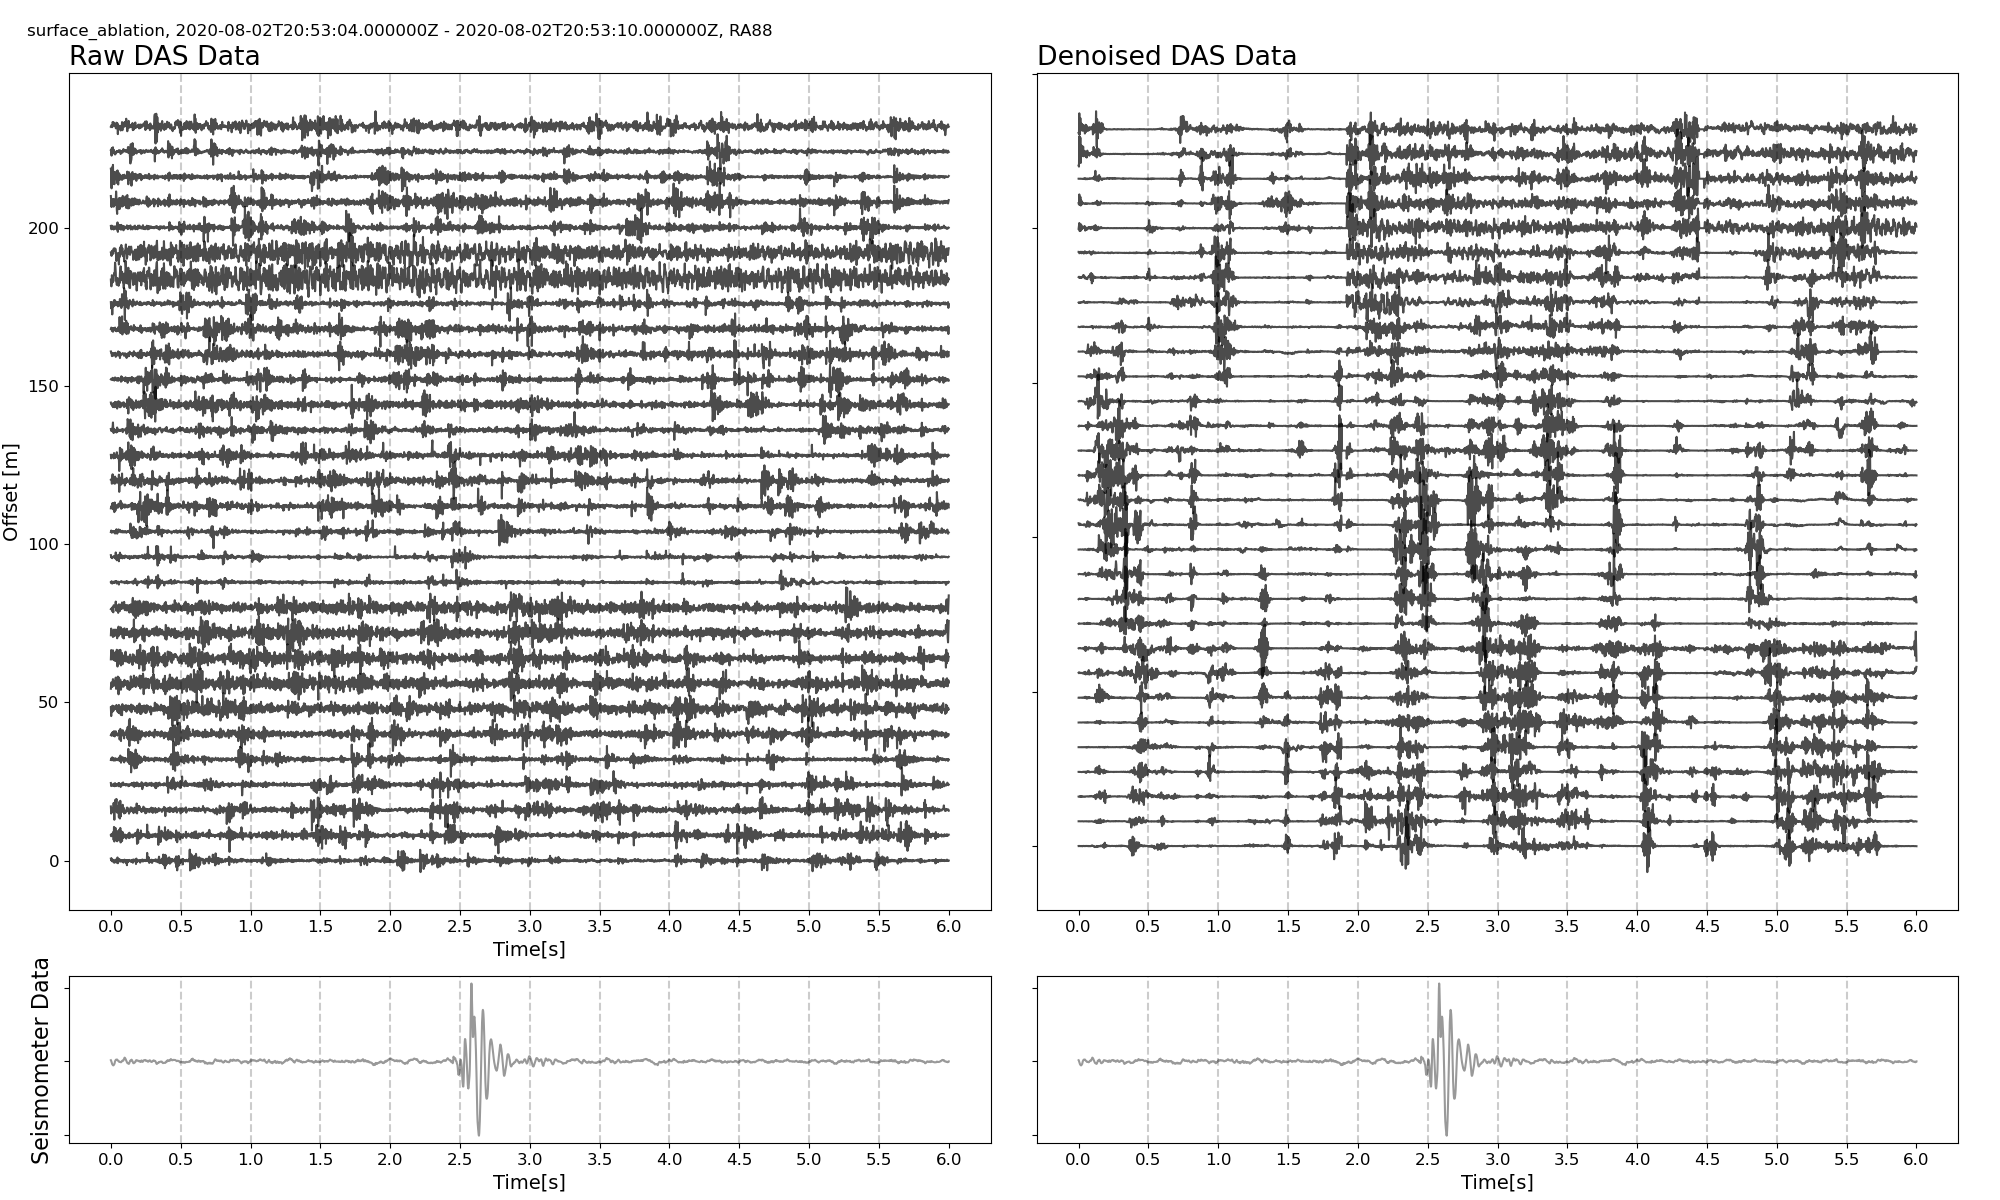 surface_ablation, 2020-08-02T20:53:04.000000Z - 2020-08-02T20:53:10.000000Z, RA88
Raw DAS Data
Denoised DAS Data
Offset [m]
200
150
100
50
0
0.0 0.5 1.0 1.5 2.0 2.5 3.0 3.5 4.0 4.5 5.0 5.5 6.0
Time[s]
0.0 0.5 1.0 1.5 2.0 2.5 3.0 3.5 4.0 4.5 5.0 5.5 6.0
Seismometer Data
0.0 0.5 1.0 1.5 2.0 2.5 3.0 3.5 4.0 4.5 5.0 5.5 6.0
Time[s]
0.0 0.5 1.0 1.5 2.0 2.5 3.0 3.5 4.0 4.5 5.0 5.5 6.0
Time[s]